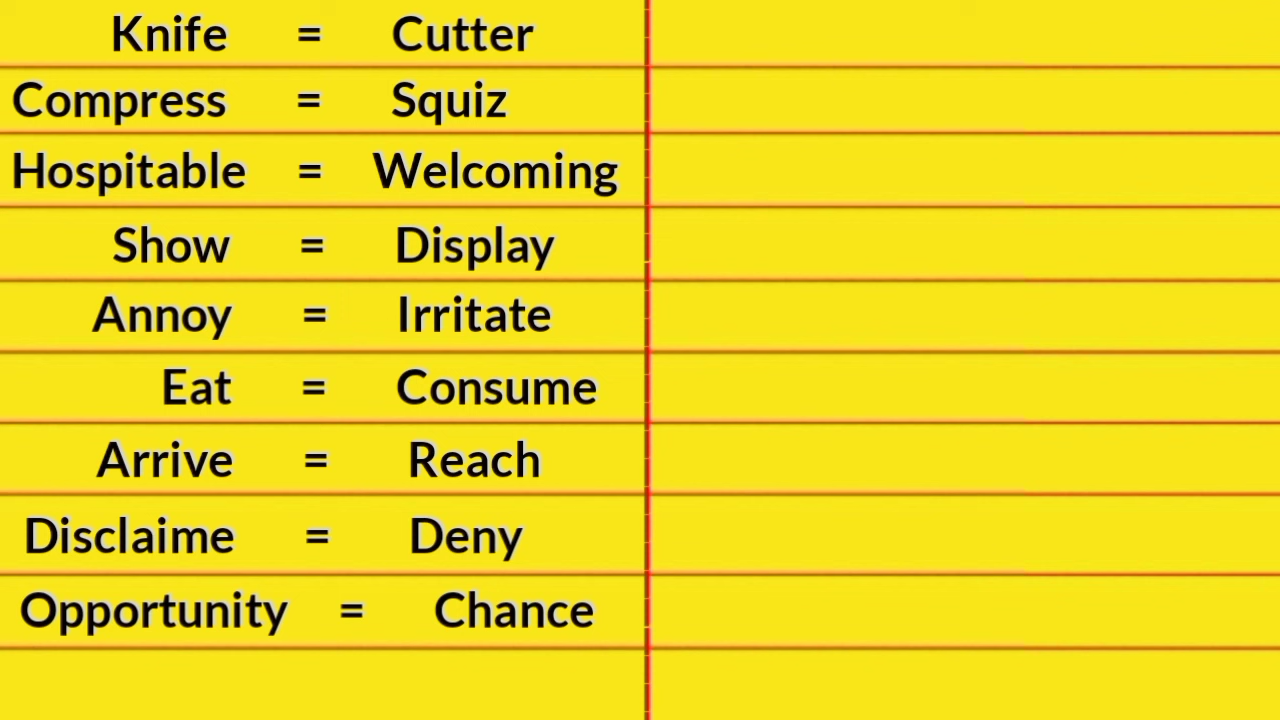 Knife = Cutter
Compress = Squiz
Hospitable = Welcoming
Show = Display
Annoy = Irritate
Eat = Consume
Arrive = Reach
Disclaime = Deny
Opportunity = Chance